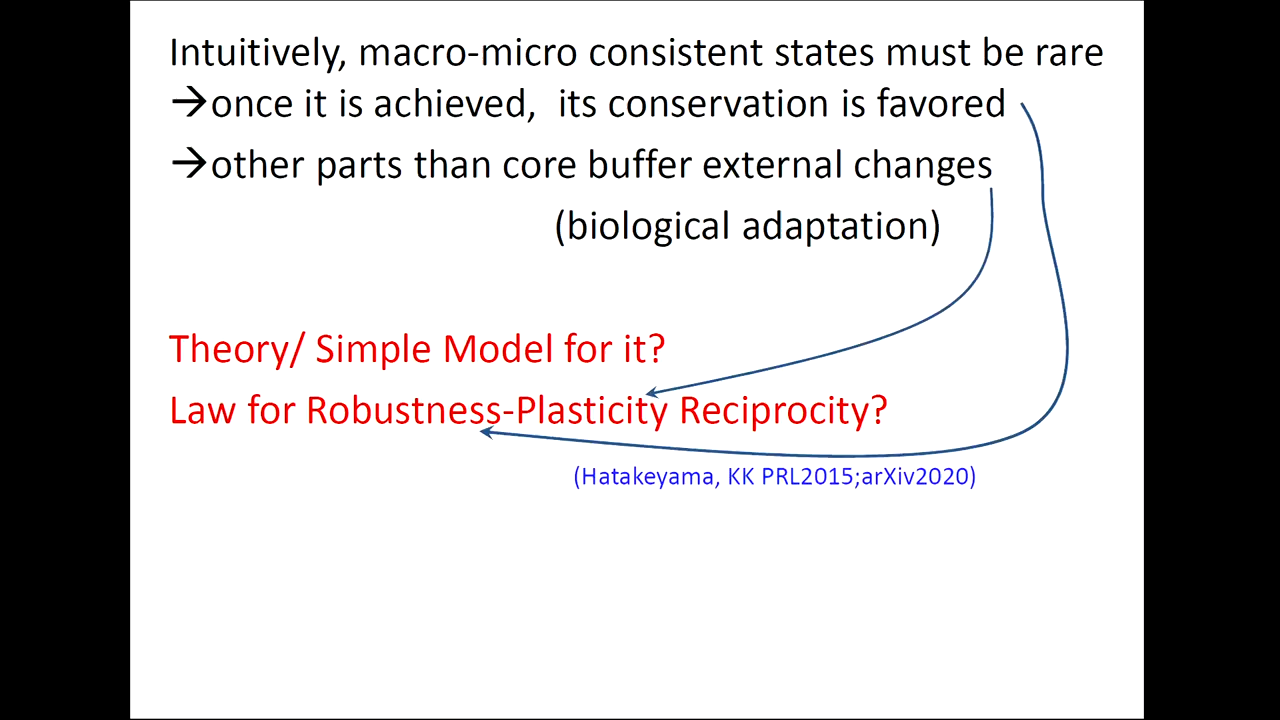 Intuitively, macro-micro consistent states must be rare
→once it is achieved,  its conservation is favored
→other parts than core buffer external changes
(biological adaptation)
Theory/ Simple Model for it?
Law for Robustness-Plasticity Reciprocity?
(Hatakeyama, KK PRL2015;arXiv2020)